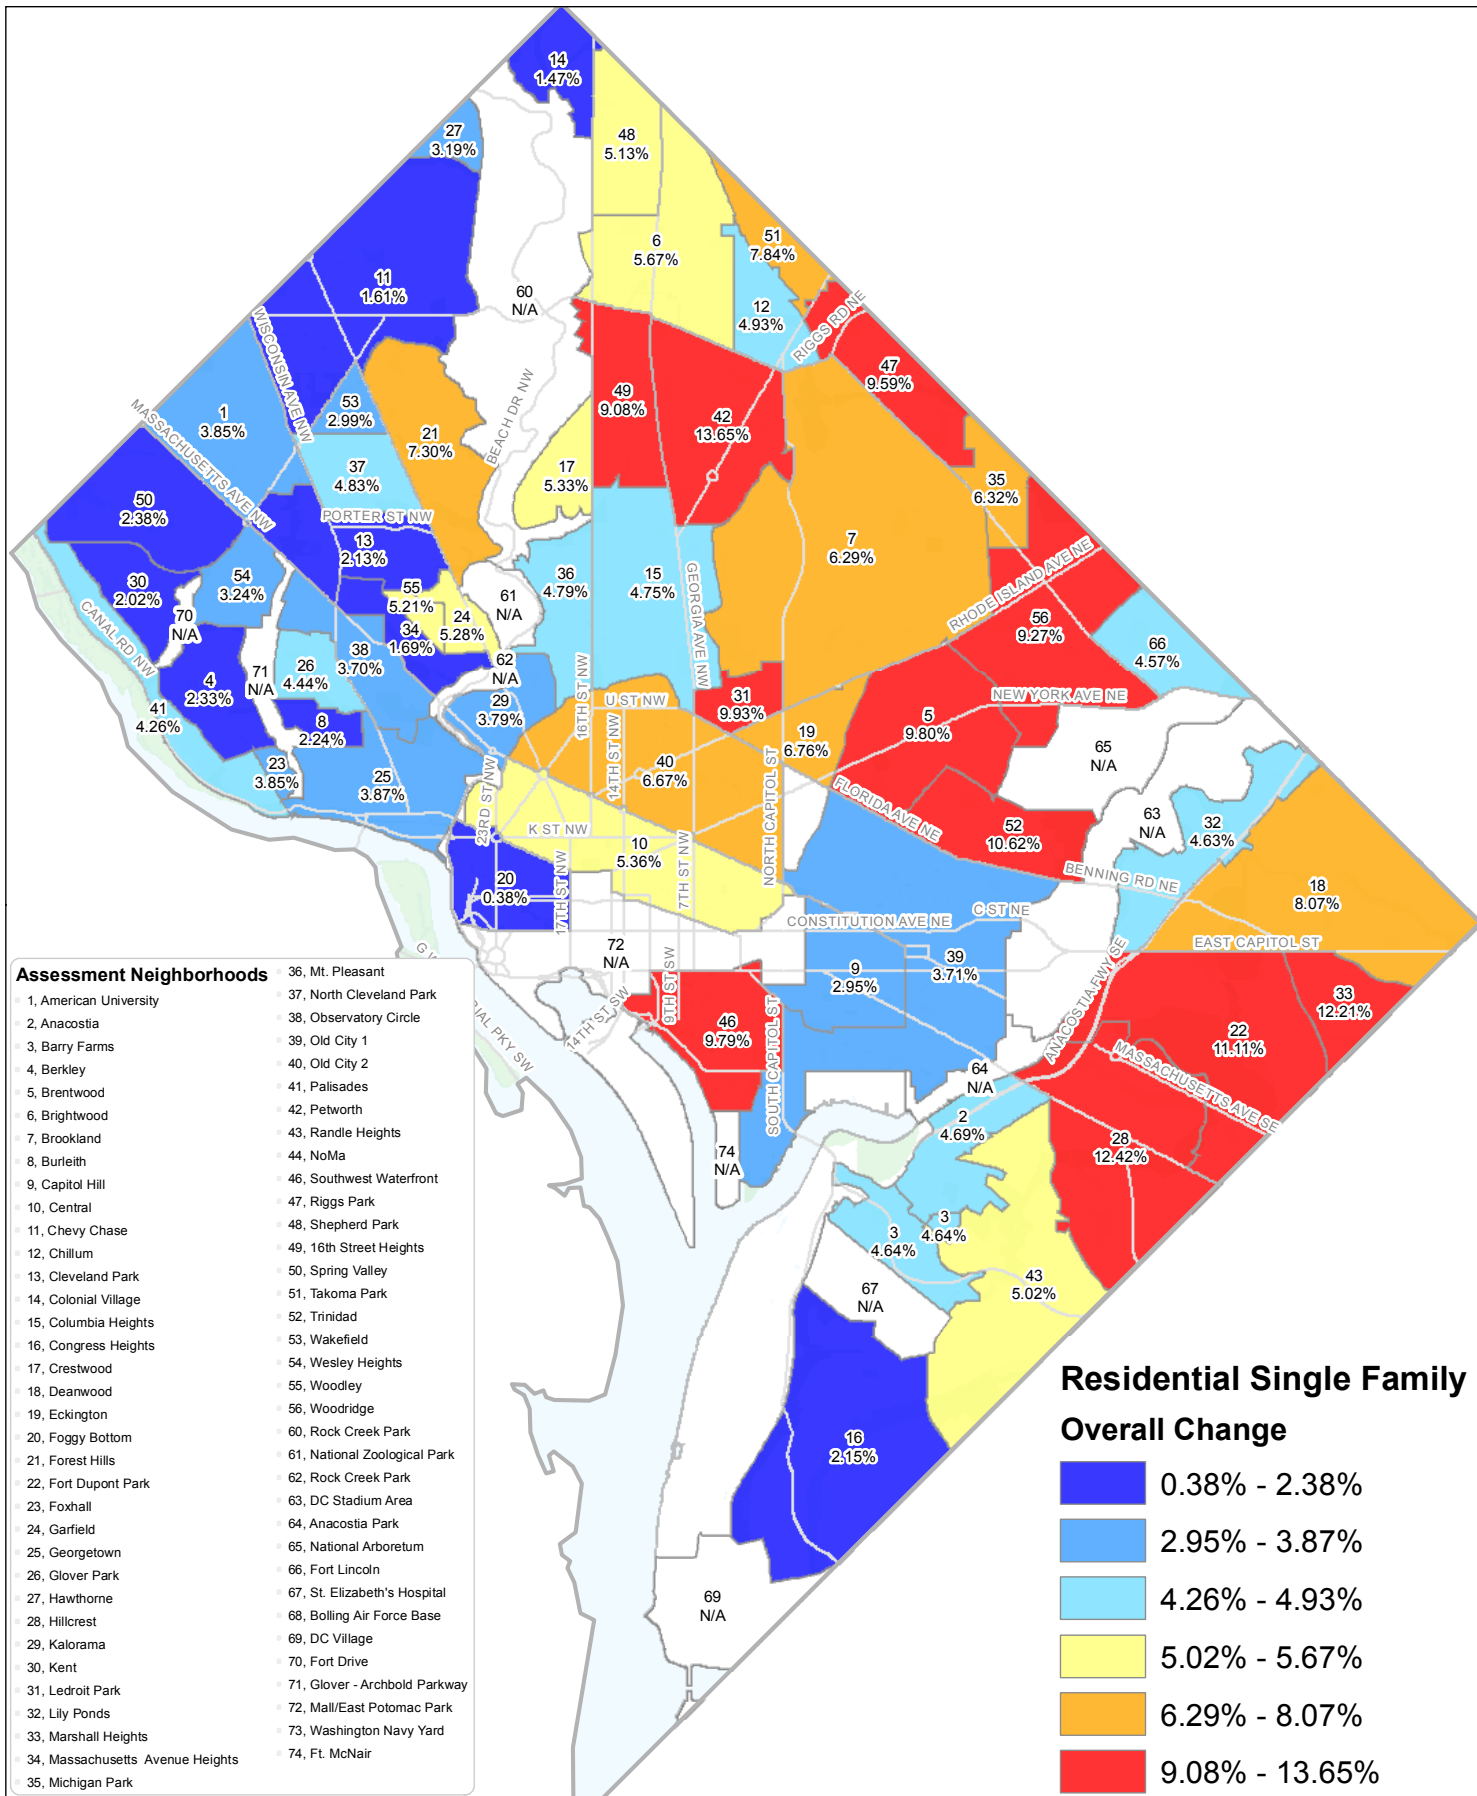 14
1.47%
27
3.19%
48
5.13%
51
7.84%
6
5.67%
11
1.61%
60
N/A
12
4.93%
RIGGS RD NE
WISCONSIN AVE NW
47
9.59%
MASSACHUSETTS AVE NW
1
3.85%
53
2.99%
BEACH DR NW
49
9.08%
42
13.65%
21
7.30%
37
4.83%
17
5.33%
35
6.32%
50
2.38%
PORTER ST NW
13
2.13%
7
6.29%
RHODE ISLAND AVE NE
30
2.02%
54
3.24%
55
5.21%
61
N/A
36
4.79%
15
4.75%
GEORGIA AVE NW
70
N/A
CANAL RD NW
24
5.28%
34
1.69%
56
9.27%
66
4.57%
38
3.70%
62
N/A
71
N/A
26
4.44%
4
2.33%
16TH ST NW
U ST NW
31
9.93%
NEW YORK AVE NE
29
3.79%
41
4.26%
8
2.24%
14TH ST NW
5
9.80%
19
6.76%
65
N/A
23
3.85%
25
3.87%
40
6.67%
NORTH CAPITOL ST
23RD ST NW
FLORIDA AVE NE
63
N/A
32
4.63%
K ST NW
52
10.62%
10
5.36%
7TH ST NW
17TH ST NW
20
0.38%
BENNING RD NE
18
8.07%
CONSTITUTION AVE NE
C ST NE
EAST CAPITOL ST
72
N/A
9TH ST SW
14TH ST SW
9
2.95%
39
3.71%
ANACOSTIA FWY SE
33
12.21%
46
9.79%
SOUTH CAPITOL ST
22
11.11%
MASSACHUSETTS AVE SE
64
N/A
2
4.69%
28
12.42%
74
N/A
3
4.64%
3
4.64%
43
5.02%
67
N/A
16
2.15%
69
N/A
PKY SW
Assessment Neighborhoods
1, American University
2, Anacostia
3, Barry Farms
4, Berkley
5, Brentwood
6, Brightwood
7, Brookland
8, Burleith
9, Capitol Hill
10, Central
11, Chevy Chase
12, Chillum
13, Cleveland Park
14, Colonial Village
15, Columbia Heights
16, Congress Heights
17, Crestwood
18, Deanwood
19, Eckington
20, Foggy Bottom
21, Forest Hills
22, Fort Dupont Park
23, Foxhall
24, Garfield
25, Georgetown
26, Glover Park
27, Hawthorne
28, Hillcrest
29, Kalorama
30, Kent
31, Ledroit Park
32, Lily Ponds
33, Marshall Heights
34, Massachusetts Avenue Heights
35, Michigan Park
36, Mt. Pleasant
37, North Cleveland Park
38, Observatory Circle
39, Old City 1
40, Old City 2
41, Palisades
42, Petworth
43, Randle Heights
44, NoMa
46, Southwest Waterfront
47, Riggs Park
48, Shepherd Park
49, 16th Street Heights
50, Spring Valley
51, Takoma Park
52, Trinidad
53, Wakefield
54, Wesley Heights
55, Woodley
56, Woodridge
60, Rock Creek Park
61, National Zoological Park
62, Rock Creek Park
63, DC Stadium Area
64, Anacostia Park
65, National Arboretum
66, Fort Lincoln
67, St. Elizabeth's Hospital
68, Bolling Air Force Base
69, DC Village
70, Fort Drive
71, Glover - Archbold Parkway
72, Mall/East Potomac Park
73, Washington Navy Yard
74, Ft. McNair
Residential Single Family
Overall Change
0.38% - 2.38%
2.95% - 3.87%
4.26% - 4.93%
5.02% - 5.67%
6.29% - 8.07%
9.08% - 13.65%